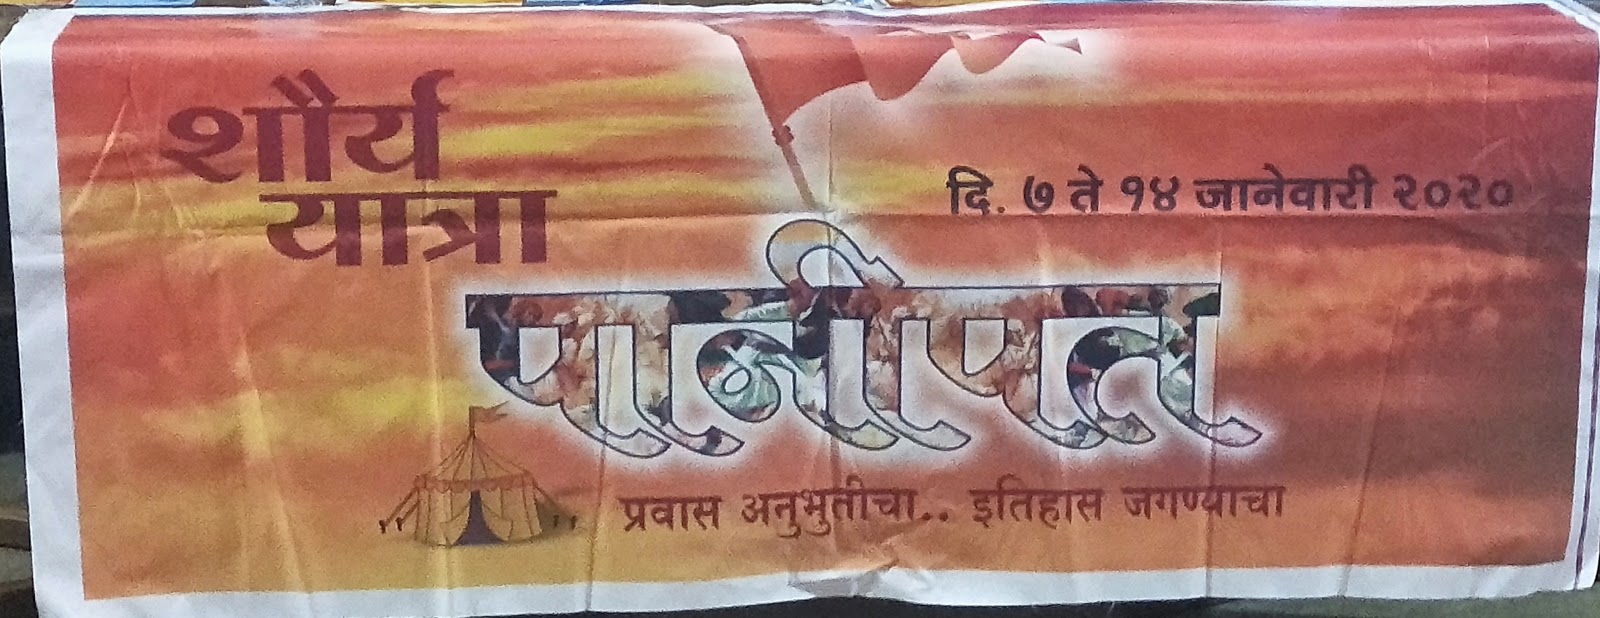 शौर्य
यात्रा
दि. ७ ते १४ जानेवारी २०२०
पानीपत
प्रवास अनुभुतीचा.. इतिहास जगण्याचा